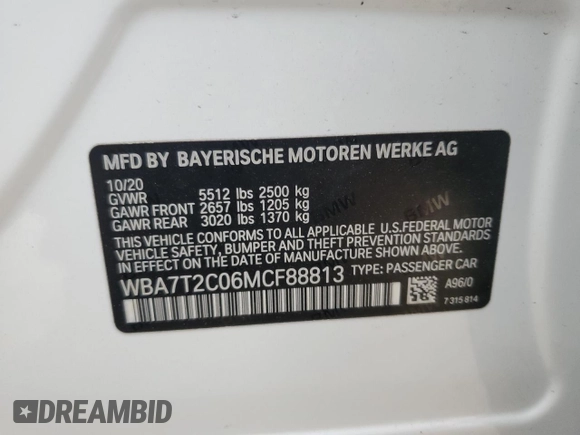 MFD BY BAYERISCHE MOTOREN WERKE AG
10/20
GVWR 5512 lbs 2500 kg
GAWR FRONT 2657 lbs 1205 kg
GAWR REAR 3020 lbs 1370 kg
THIS VEHICLE CONFORMS TO ALL APPLICABLE U.S.FEDERAL MOTOR
VEHICLE SAFETY, BUMPER, AND THEFT PREVENTION STANDARDS IN
EFFECT ON THE DATE OF MANUFACTURE SHOWN ABOVE.
WBA7T2C06MCF88813 TYPE: PASSENGER CAR
A96/0
7 315 814
DREAMBID